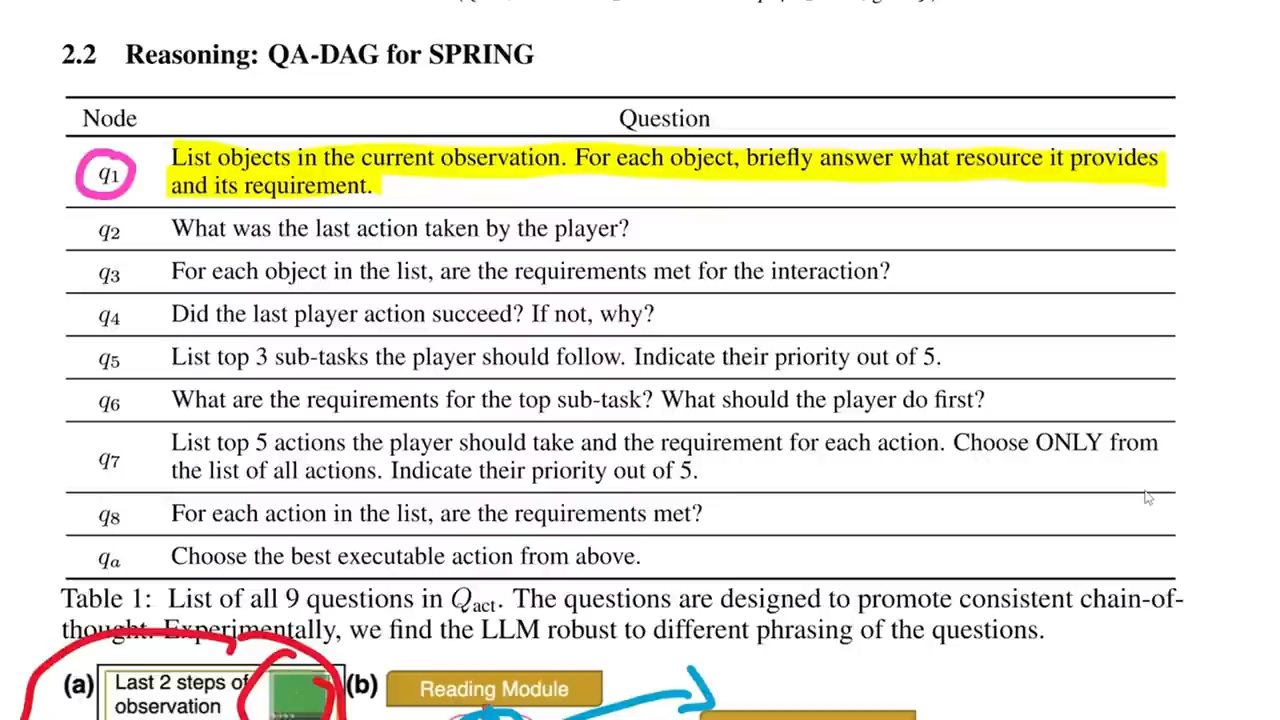 2.2 Reasoning: QA-DAG for SPRING
Node Question
q1 List objects in the current observation. For each object, briefly answer what resource it provides
and its requirement.
q2 What was the last action taken by the player?
q3 For each object in the list, are the requirements met for the interaction?
q4 Did the last player action succeed? If not, why?
q5 List top 3 sub-tasks the player should follow. Indicate their priority out of 5.
q6 What are the requirements for the top sub-task? What should the player do first?
q7 List top 5 actions the player should take and the requirement for each action. Choose ONLY from
the list of all actions. Indicate their priority out of 5.
q8 For each action in the list, are the requirements met?
qa Choose the best executable action from above.
Table 1: List of all 9 questions in Qact. The questions are designed to promote consistent chain-of-
thought. Experimentally, we find the LLM robust to different phrasing of the questions.
(a) Last 2 steps of
observation
(b) Reading Module